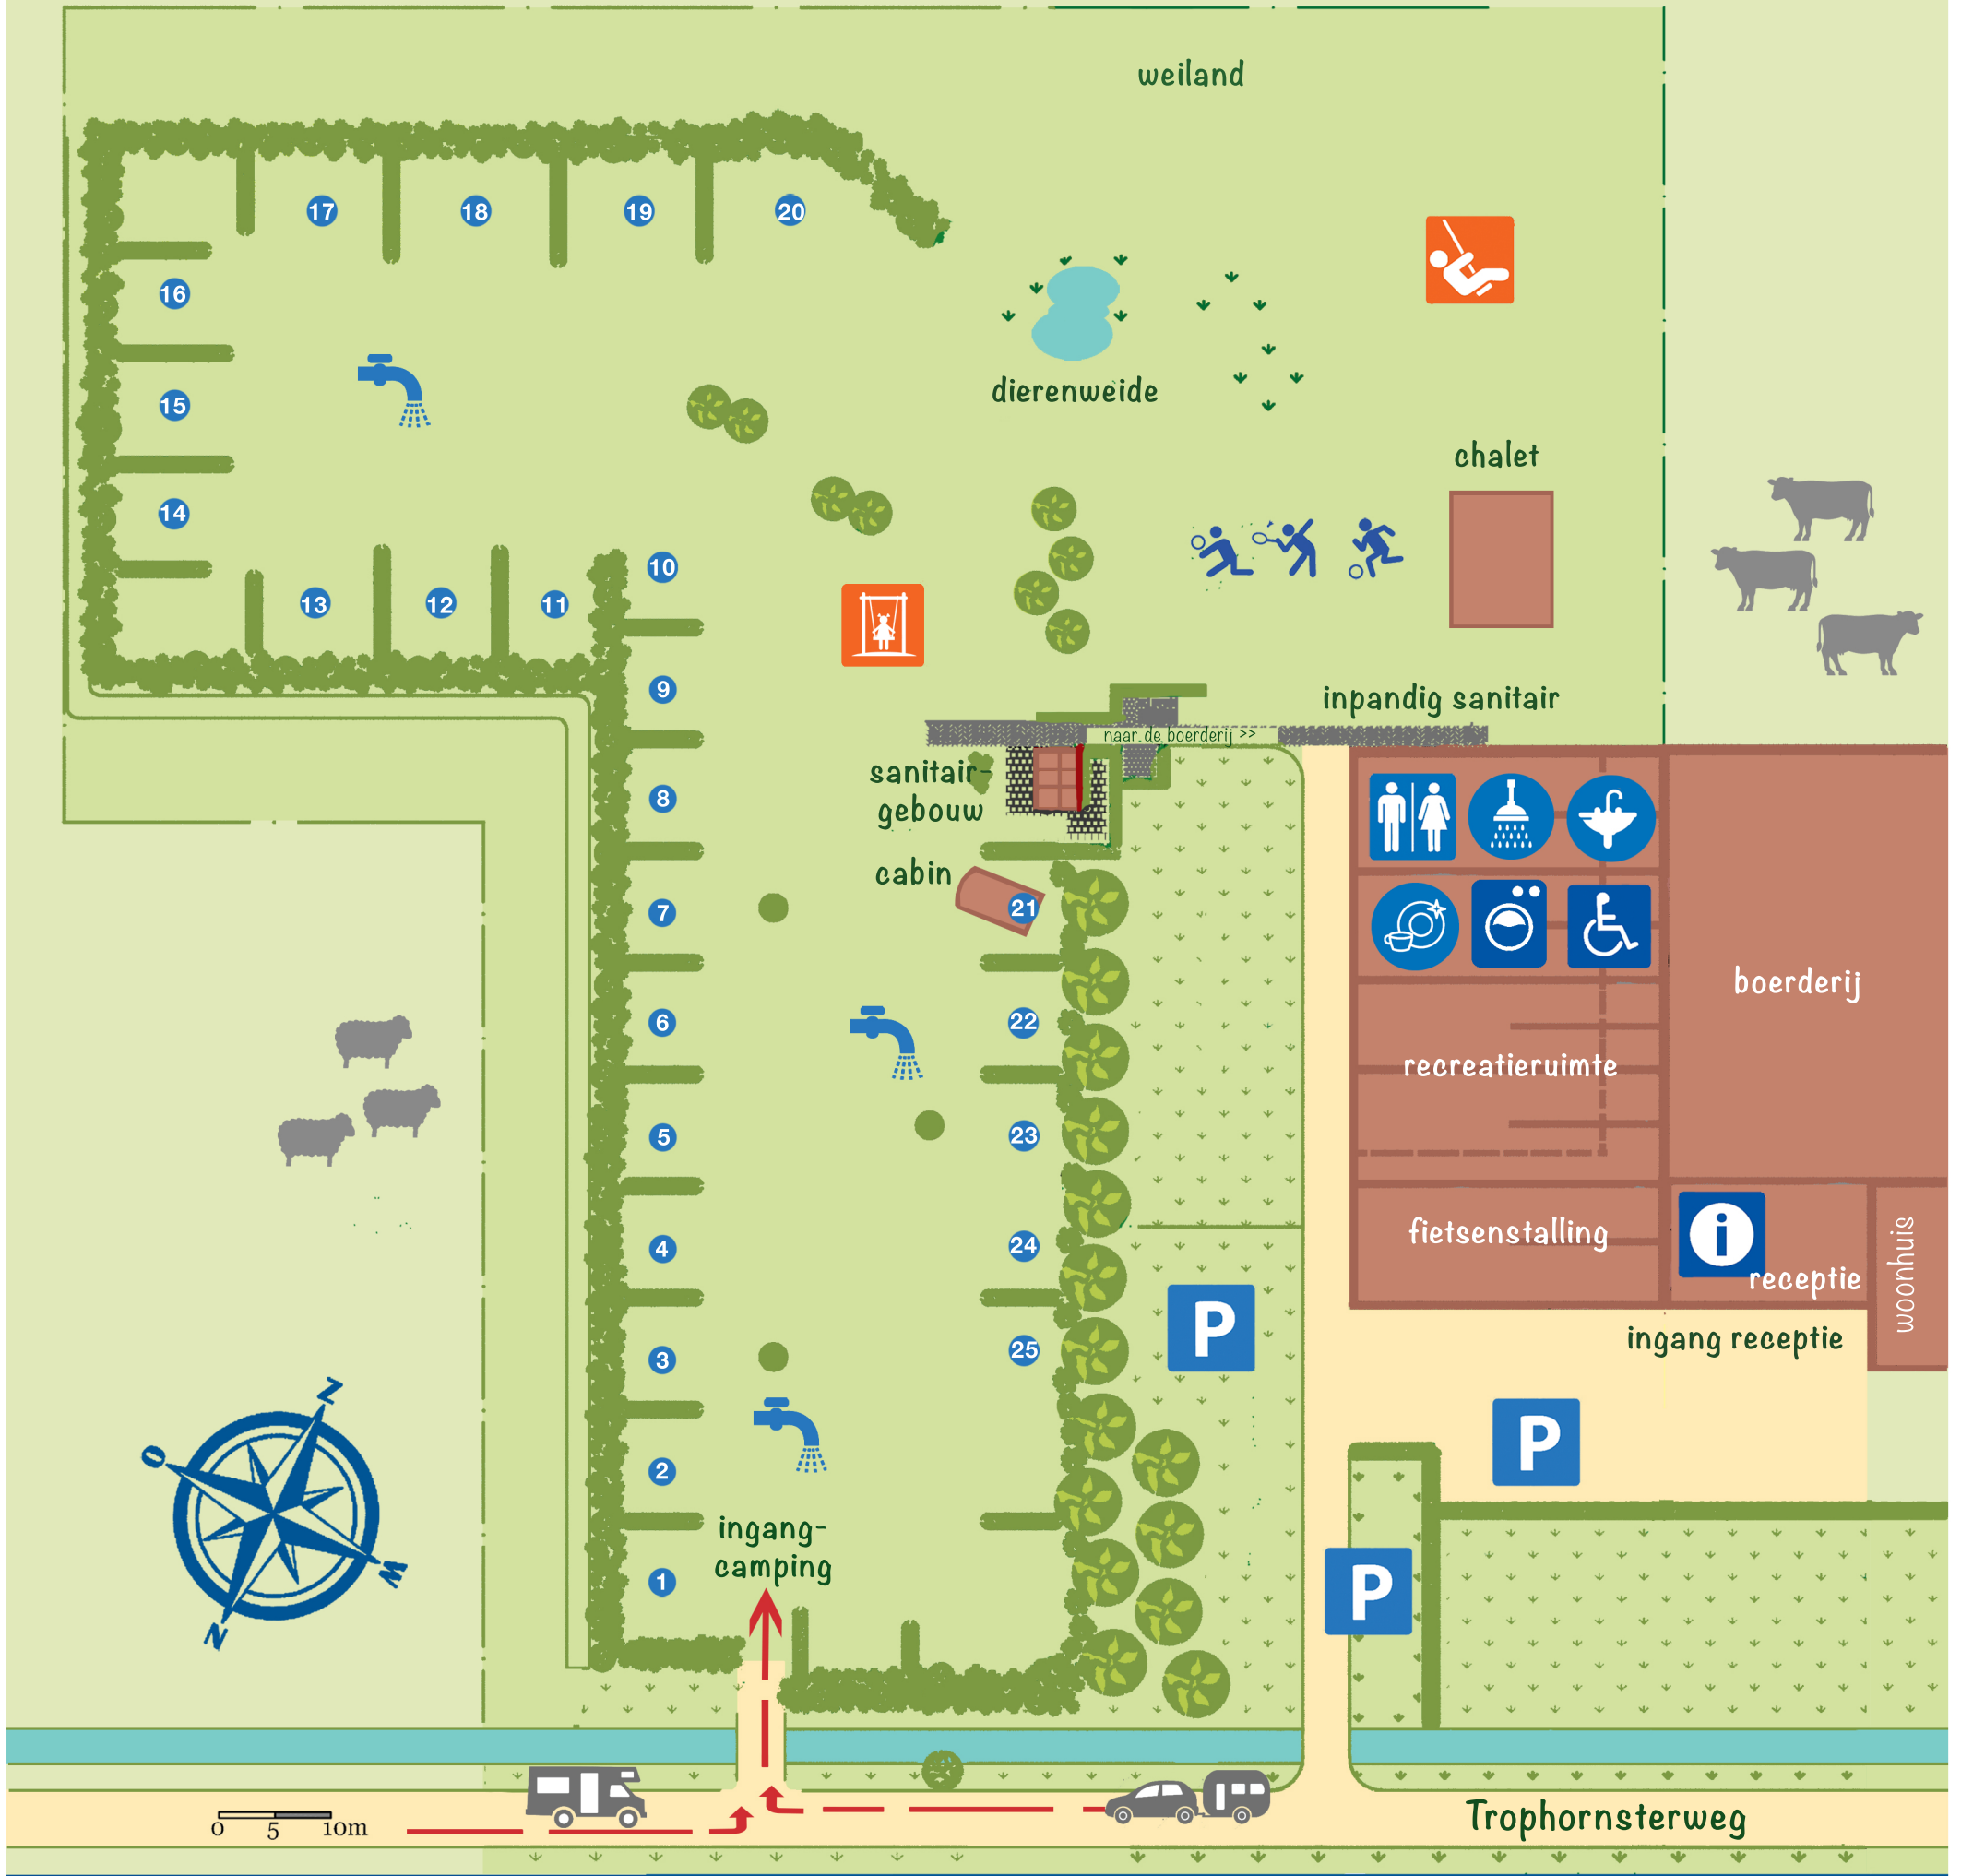 weiland
17
18
19
20
16
15
dierenweide
chalet
14
10
13
12
11
9
inpandig sanitair
naar de boerderij >>
sanitair-
gebouw
8
cabin
21
7
boerderij
22
6
recreatieruimte
23
5
fietsenstalling
24
4
i
receptie
woonhuis
P
ingang receptie
25
3
Z
O
M
N
P
2
ingang-
camping
1
P
Trophornsterweg
0 5 10m